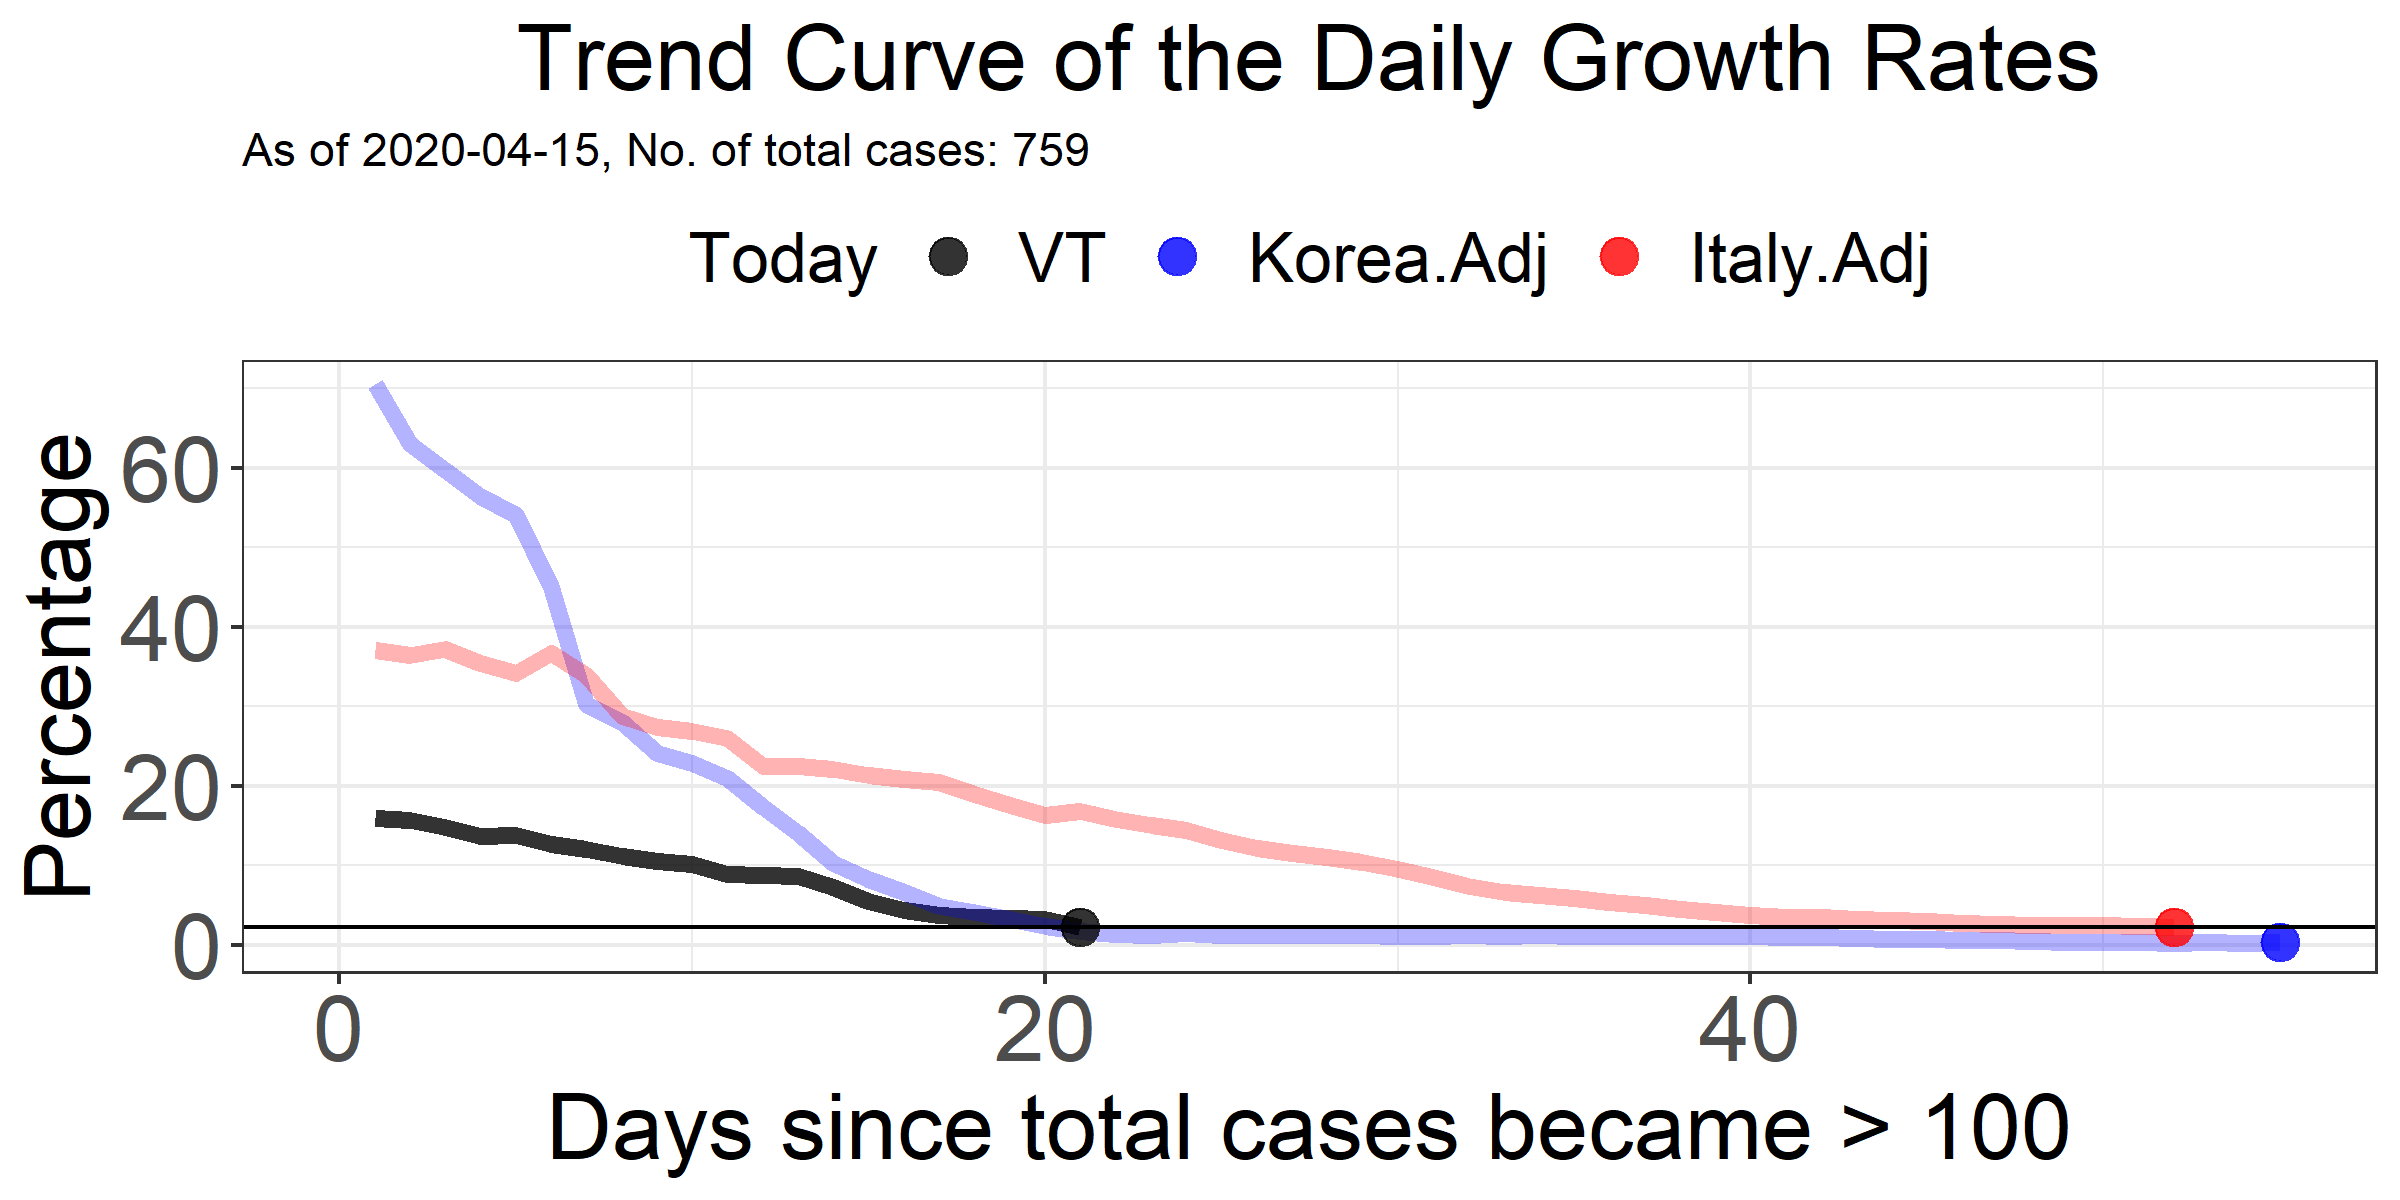 Trend Curve of the Daily Growth Rates
As of 2020-04-15, No. of total cases: 759
Today VT Korea.Adj Italy.Adj
Percentage
60
40
20
0
0 20 40
Days since total cases became > 100